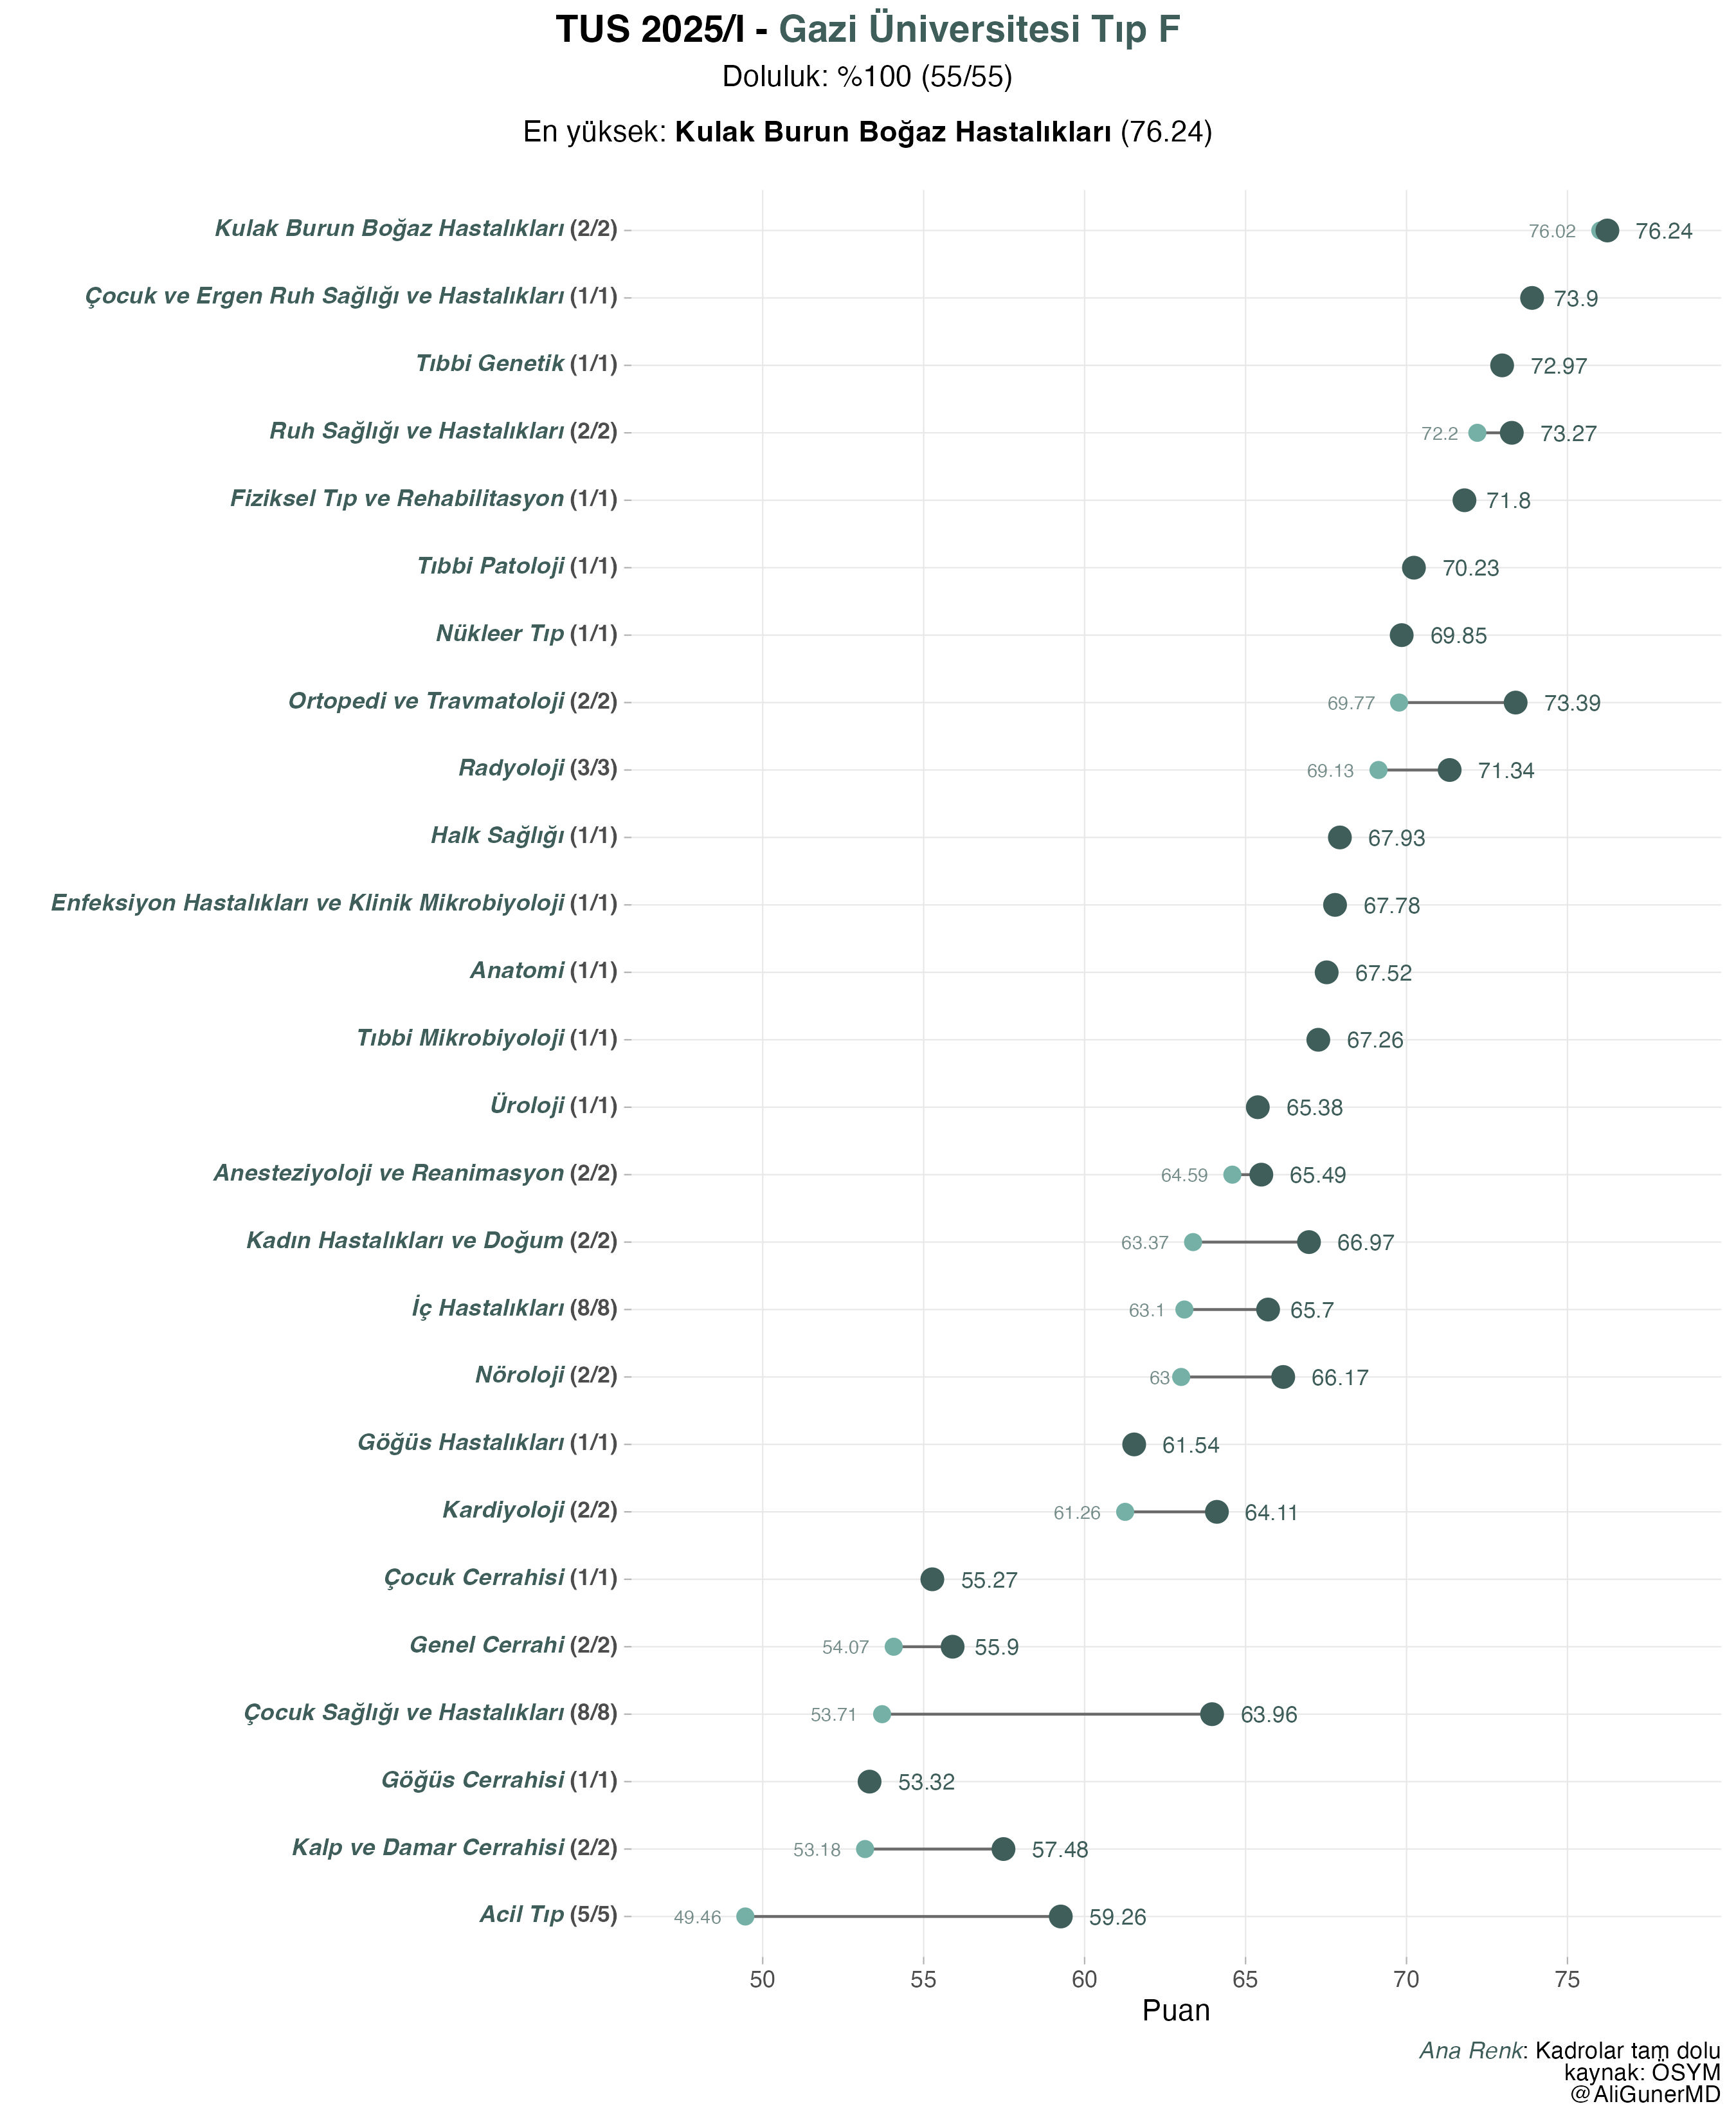 TUS 2025/I - Gazi Üniversitesi Tıp F
Doluluk: %100 (55/55)
En yüksek: Kulak Burun Boğaz Hastalıkları (76.24)
Kulak Burun Boğaz Hastalıkları (2/2) 76.02 76.24
Çocuk ve Ergen Ruh Sağlığı ve Hastalıkları (1/1) 73.9
Tıbbi Genetik (1/1) 72.97
Ruh Sağlığı ve Hastalıkları (2/2) 72.2 73.27
Fiziksel Tıp ve Rehabilitasyon (1/1) 71.8
Tıbbi Patoloji (1/1) 70.23
Nükleer Tıp (1/1) 69.85
Ortopedi ve Travmatoloji (2/2) 69.77 73.39
Radyoloji (3/3) 69.13 71.34
Halk Sağlığı (1/1) 67.93
Enfeksiyon Hastalıkları ve Klinik Mikrobiyoloji (1/1) 67.78
Anatomi (1/1) 67.52
Tıbbi Mikrobiyoloji (1/1) 67.26
Üroloji (1/1) 65.38
Anesteziyoloji ve Reanimasyon (2/2) 64.59 65.49
Kadın Hastalıkları ve Doğum (2/2) 63.37 66.97
İç Hastalıkları (8/8) 63.1 65.7
Nöroloji (2/2) 63 66.17
Göğüs Hastalıkları (1/1) 61.54
Kardiyoloji (2/2) 61.26 64.11
Çocuk Cerrahisi (1/1) 55.27
Genel Cerrahi (2/2) 54.07 55.9
Çocuk Sağlığı ve Hastalıkları (8/8) 53.71 63.96
Göğüs Cerrahisi (1/1) 53.32
Kalp ve Damar Cerrahisi (2/2) 53.18 57.48
Acil Tıp (5/5) 49.46 59.26
50 55 60 65 70 75
Puan
Ana Renk: Kadrolar tam dolu
kaynak: ÖSYM
@AliGunerMD